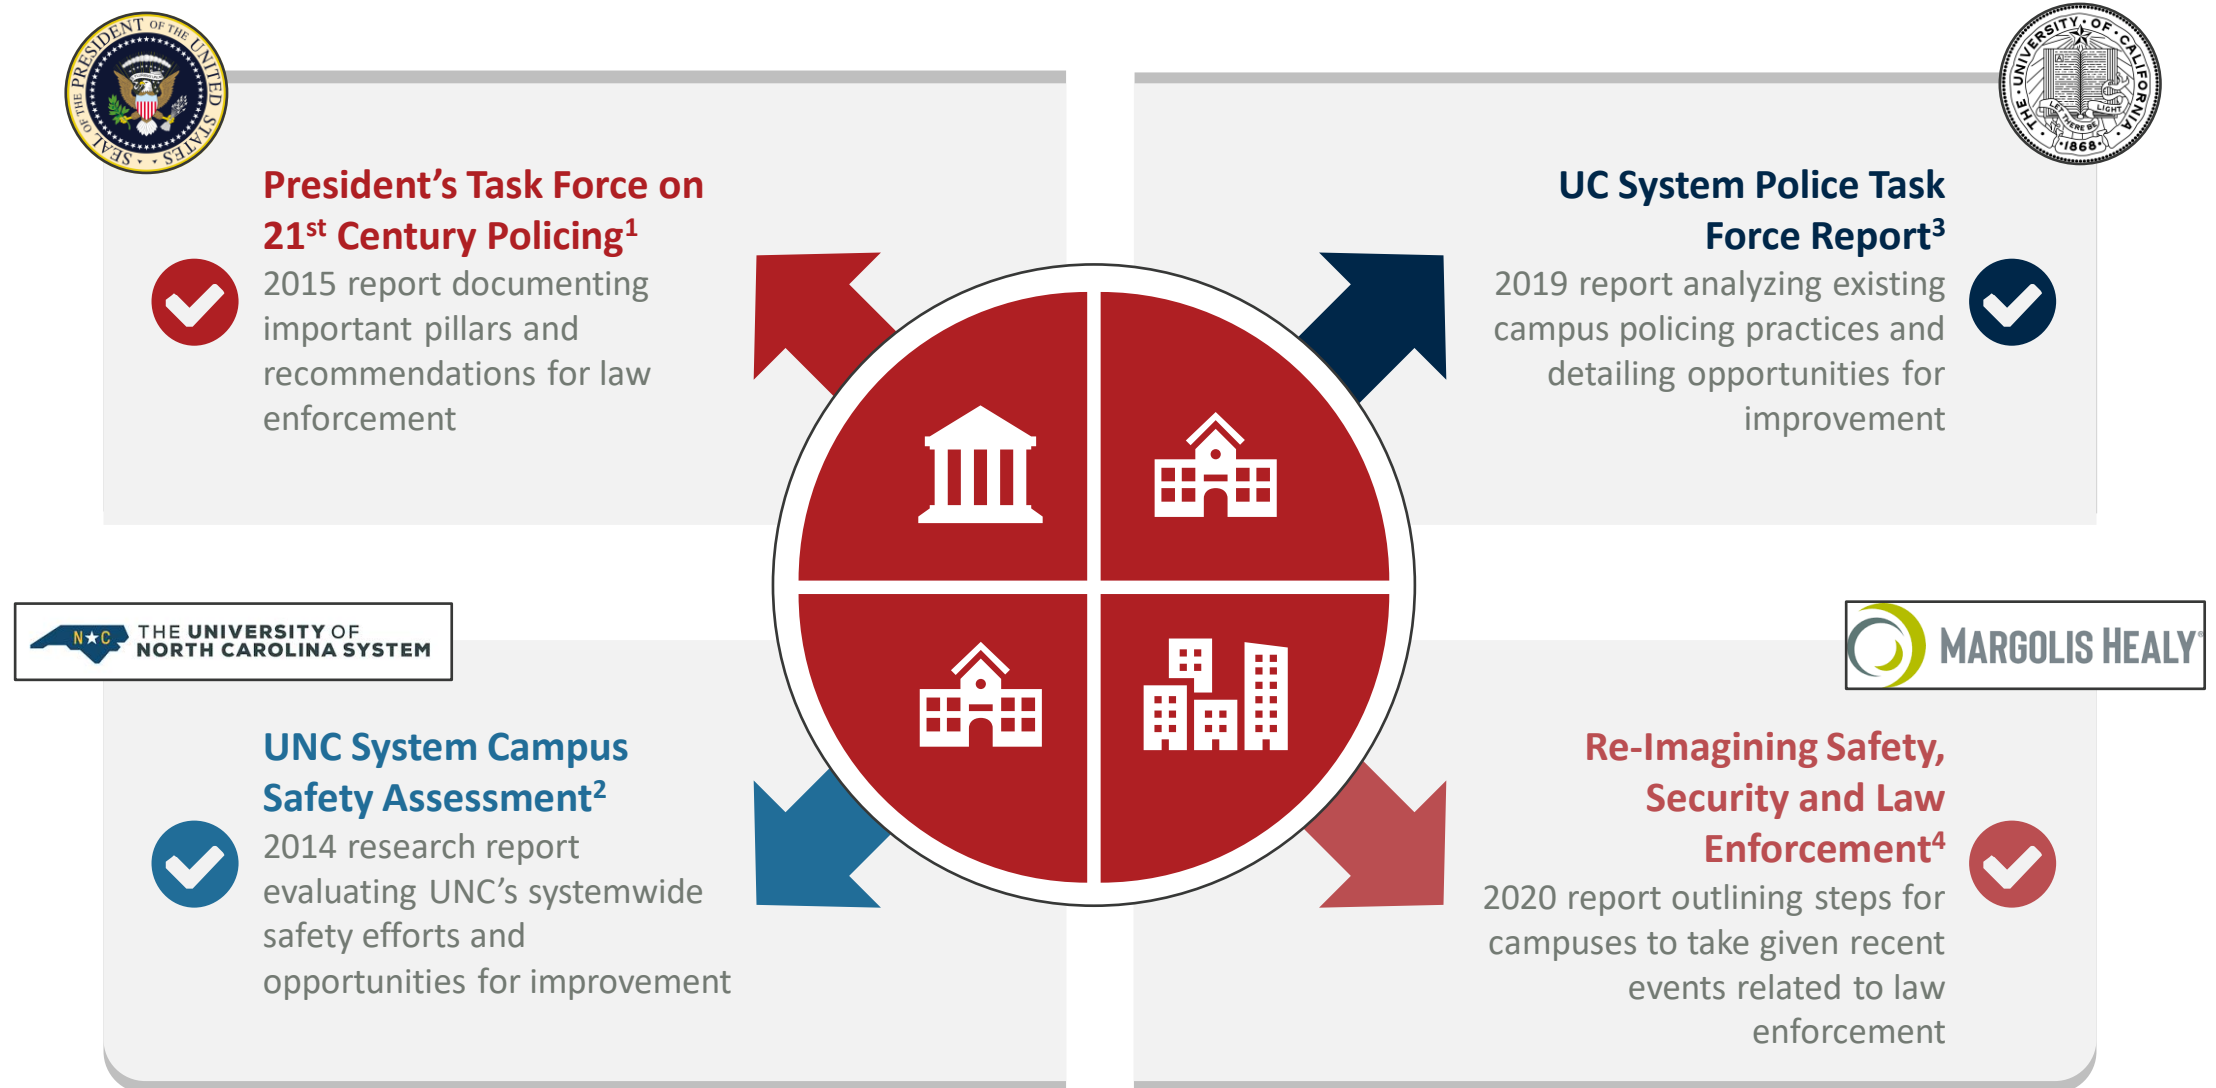 SEAL OF THE PRESIDENT OF THE UNITED STATES
President's Task Force on
21st Century Policing1
2015 report documenting
important pillars and
recommendations for law
enforcement
THE UNIVERSITY OF CALIFORNIA
LET THERE BE LIGHT
1868
UC System Police Task
Force Report3
2019 report analyzing existing
campus policing practices and
detailing opportunities for
improvement
N★C
THE UNIVERSITY OF
NORTH CAROLINA SYSTEM
UNC System Campus
Safety Assessment2
2014 research report
evaluating UNC's systemwide
safety efforts and
opportunities for improvement
MARGOLIS HEALY®
Re-Imagining Safety,
Security and Law
Enforcement4
2020 report outlining steps for
campuses to take given recent
events related to law
enforcement